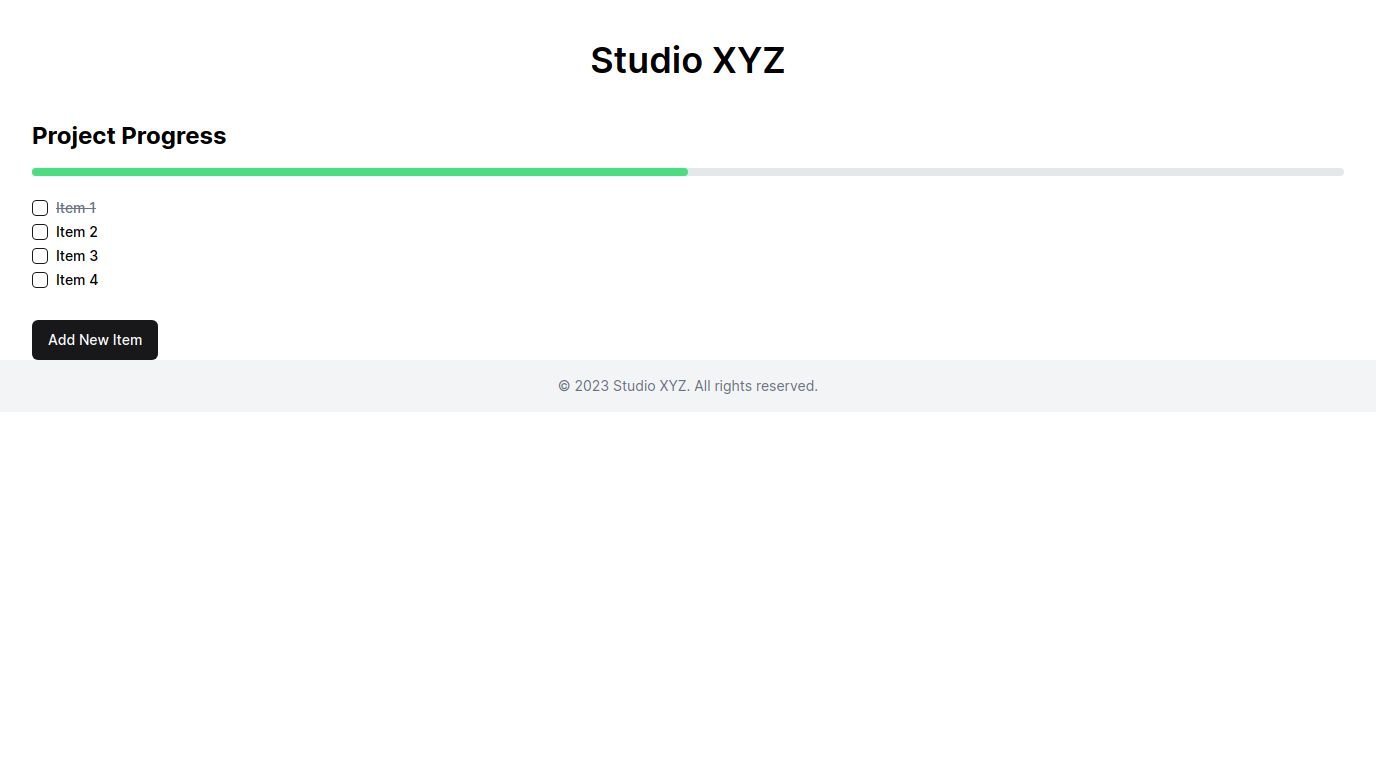 Studio XYZ
Project Progress
Item 1
Item 2
Item 3
Item 4
Add New Item
© 2023 Studio XYZ. All rights reserved.